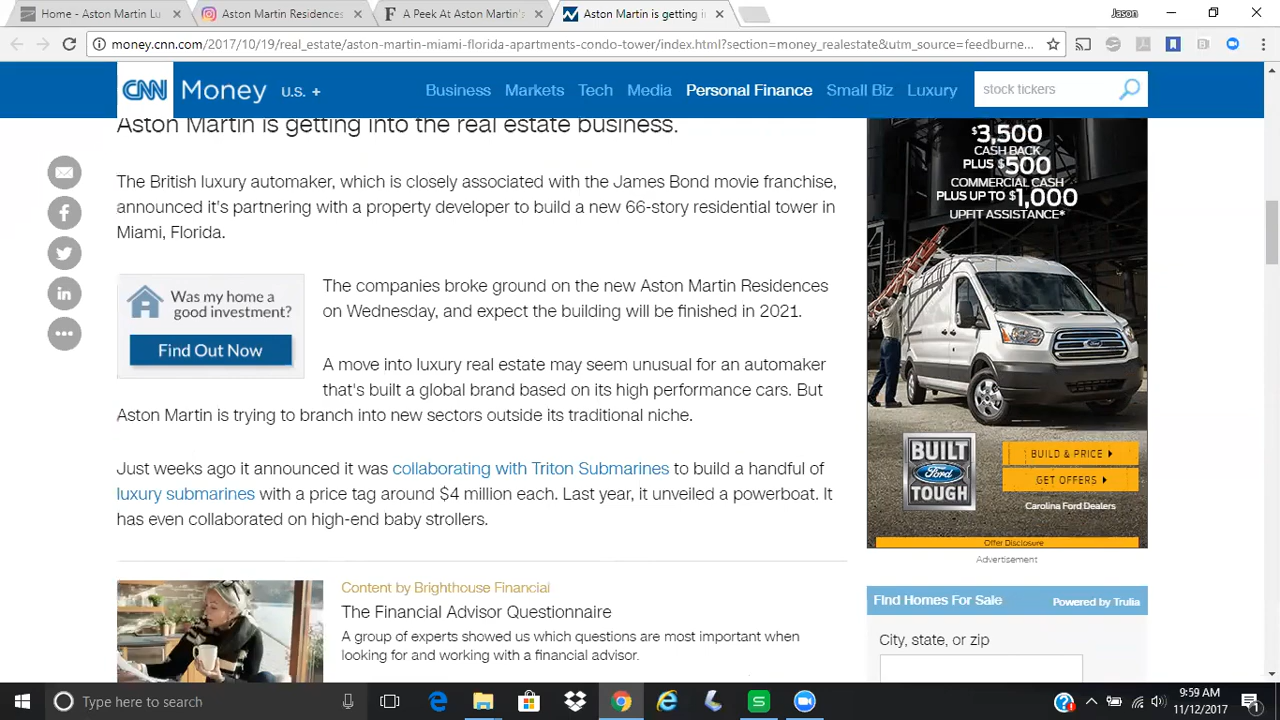 Home - Aston Martin Lu
Aston Martin Residences
A Peek At Aston Martin's
Aston Martin is getting in
Jason
money.cnn.com/2017/10/19/real_estate/aston-martin-miami-florida-apartments-condo-tower/index.html?section=money_realestate&utm_source=feedburne...
CNN Money U.S. +
Business Markets Tech Media Personal Finance Small Biz Luxury
stock tickers
Aston Martin is getting into the real estate business.
The British luxury automaker, which is closely associated with the James Bond movie franchise,
announced it's partnering with a property developer to build a new 66-story residential tower in
Miami, Florida.
Was my home a
good investment?
Find Out Now
The companies broke ground on the new Aston Martin Residences
on Wednesday, and expect the building will be finished in 2021.
A move into luxury real estate may seem unusual for an automaker
that's built a global brand based on its high performance cars. But
Aston Martin is trying to branch into new sectors outside its traditional niche.
Just weeks ago it announced it was collaborating with Triton Submarines to build a handful of
luxury submarines with a price tag around $4 million each. Last year, it unveiled a powerboat. It
has even collaborated on high-end baby strollers.
Content by Brighthouse Financial
The Financial Advisor Questionnaire
A group of experts showed us which questions are most important when
looking for and working with a financial advisor.
$3,500
CASH BACK
PLUS $500
COMMERCIAL CASH
PLUS UP TO $1,000
UPFIT ASSISTANCE*
BUILT
Ford
TOUGH
BUILD & PRICE
GET OFFERS
Carolina Ford Dealers
Offer Disclosure
Advertisement
Find Homes For Sale
Powered by Trulia
City, state, or zip
Type here to search
9:59 AM
11/12/2017